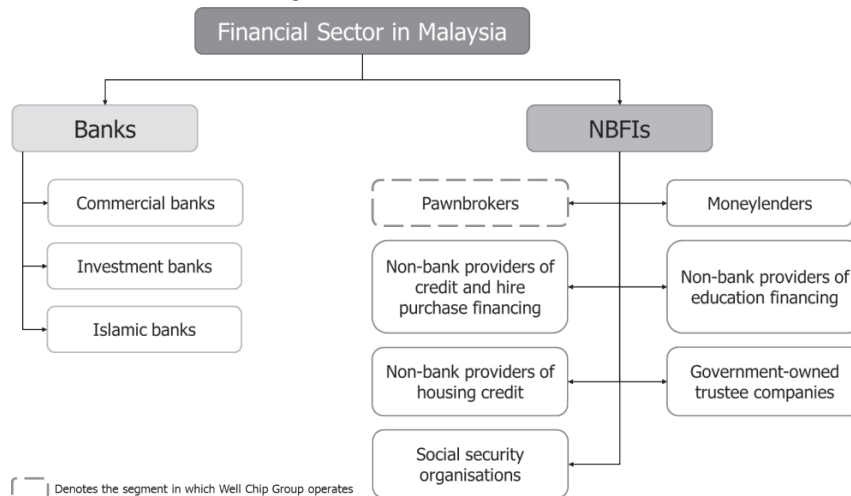 Financial Sector in Malaysia
Banks
NBFIs
Commercial banks
Investment banks
Islamic banks
Pawnbrokers
Moneylenders
Non-bank providers of
credit and hire
purchase financing
Non-bank providers of
education financing
Non-bank providers of
housing credit
Government-owned
trustee companies
Social security
organisations
Denotes the segment in which Well Chip Group operates